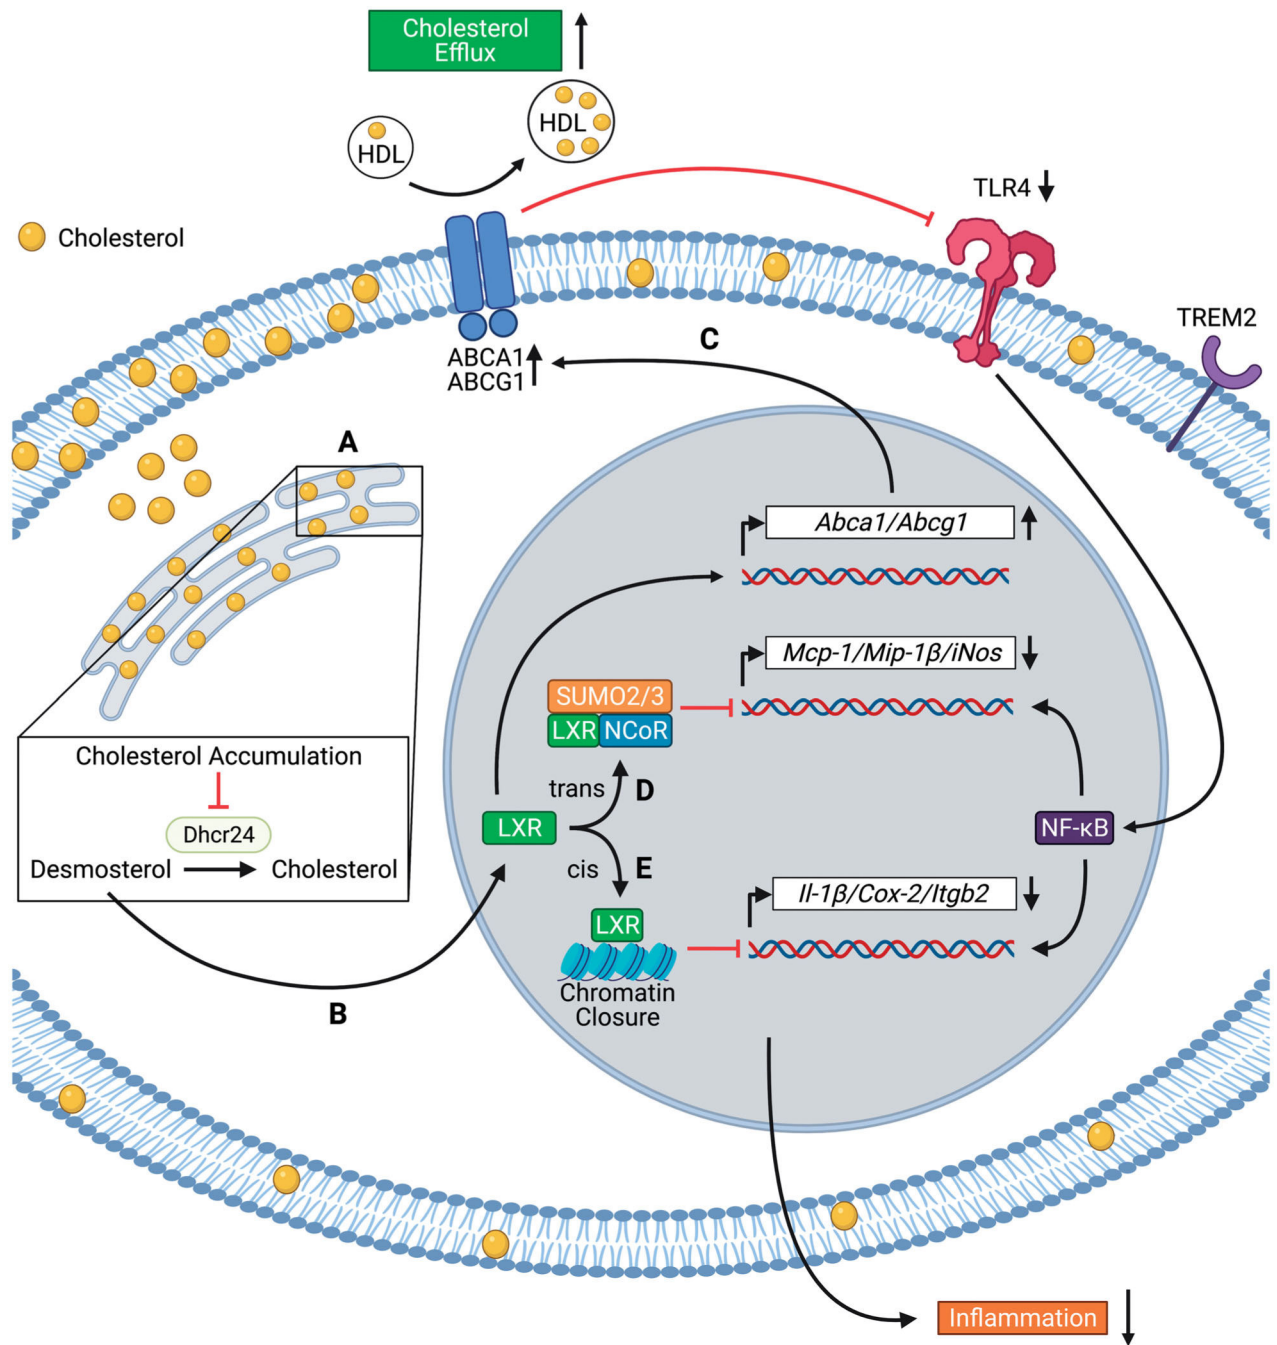 Cholesterol
Efflux
HDL
HDL
TLR4
Cholesterol
TREM2
ABCA1
ABCG1
C
A
Abca1/Abcg1
Mcp-1/Mip-1β/iNos
SUMO2/3
LXR NCoR
Cholesterol Accumulation
trans D
Dhcr24
LXR
NF-κB
Desmosterol Cholesterol
cis E
Il-1β/Cox-2/Itgb2
LXR
Chromatin
Closure
B
Inflammation